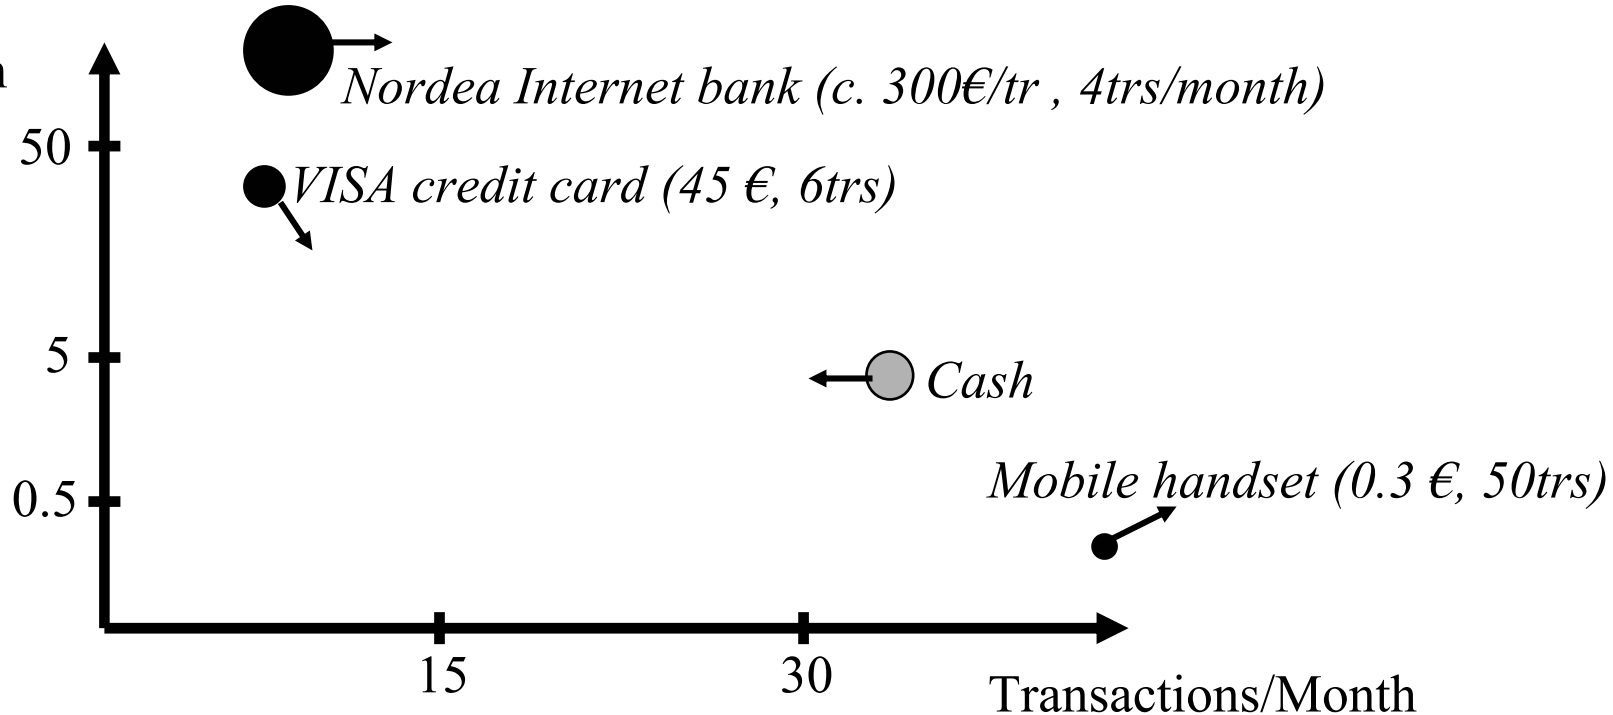 Nordea Internet bank (c. 300€/tr , 4trs/month)
50
VISA credit card (45 €, 6trs)
5
Cash
Mobile handset (0.3 €, 50trs)
0.5
15
30
Transactions/Month